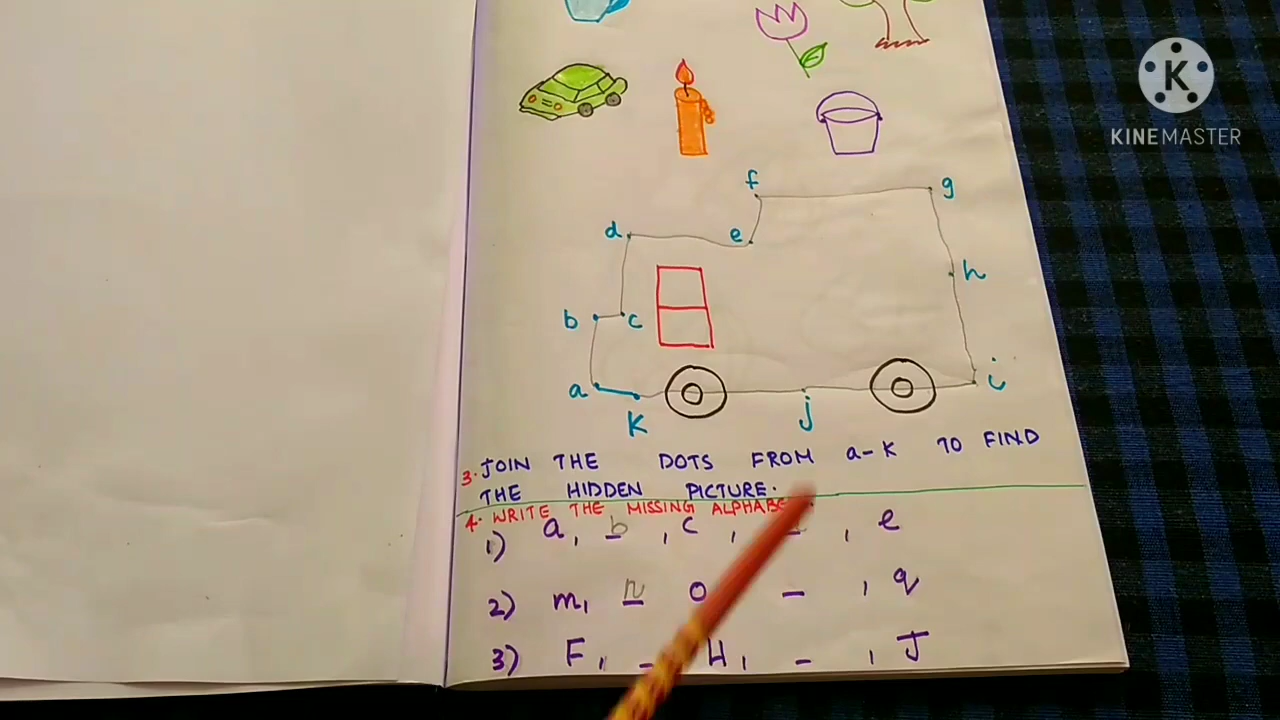 K
KINEMASTER
f
g
d
e
h
b
c
a
i
K
j
3. JOIN THE DOTS FROM a-K TO FIND
THE HIDDEN PICTURE.
4. WRITE THE MISSING
1) a, b, c, _, e
2) m, n o _, q
3) F, _ H, _, J